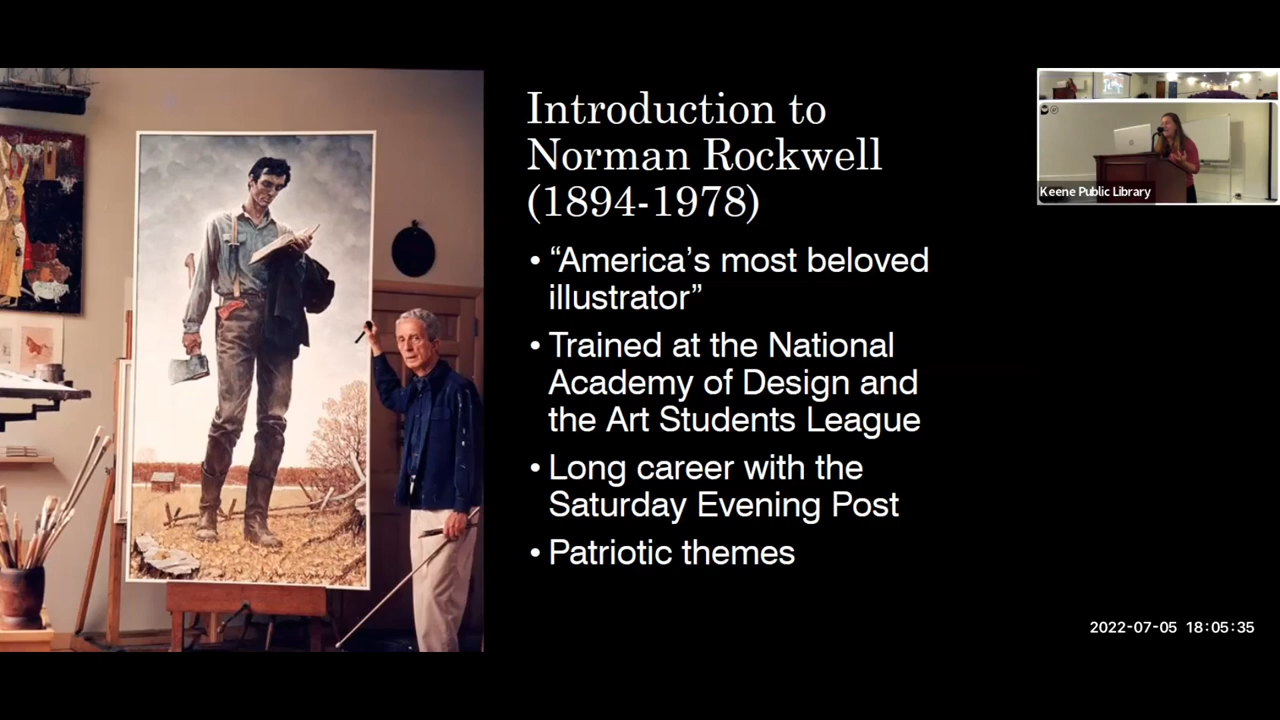 Introduction to
Norman Rockwell
(1894-1978)
• “America’s most beloved
illustrator”
• Trained at the National
Academy of Design and
the Art Students League
• Long career with the
Saturday Evening Post
• Patriotic themes
Keene Public Library
2022-07-05 18:05:35